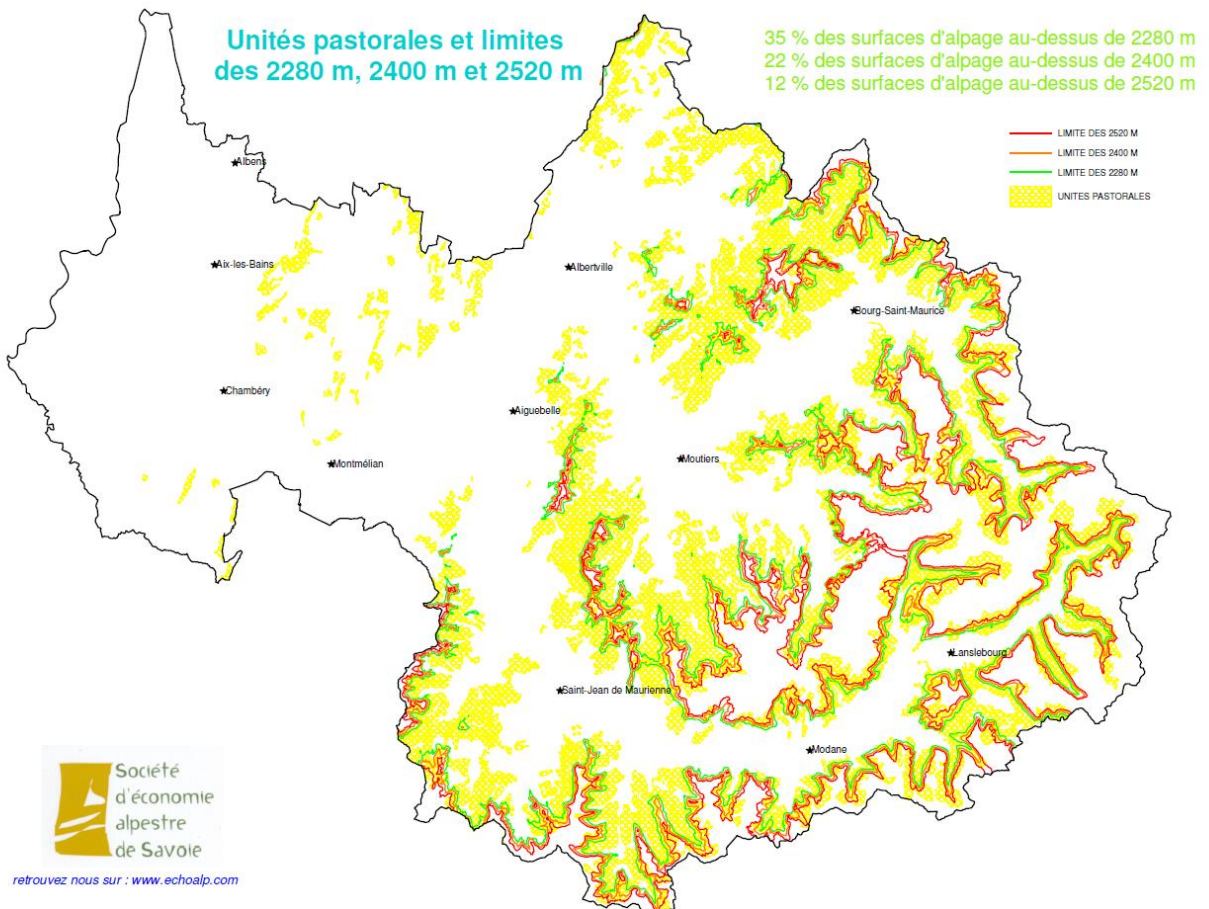 Unités pastorales et limites
des 2280 m, 2400 m et 2520 m
35 % des surfaces d'alpage au-dessus de 2280 m
22 % des surfaces d'alpage au-dessus de 2400 m
12 % des surfaces d'alpage au-dessus de 2520 m
LIMITE DES 2520 M
LIMITE DES 2400 M
LIMITE DES 2280 M
UNITES PASTORALES
Albens
Aix-les-Bains
Albertville
Bourg-Saint-Maurice
Chambéry
Aiguebelle
Montmélian
Moutiers
Lanslebourg
Saint-Jean de Maurienne
Modane
Société
d'économie
alpestre
de Savoie
retrouvez nous sur : www.echoalp.com